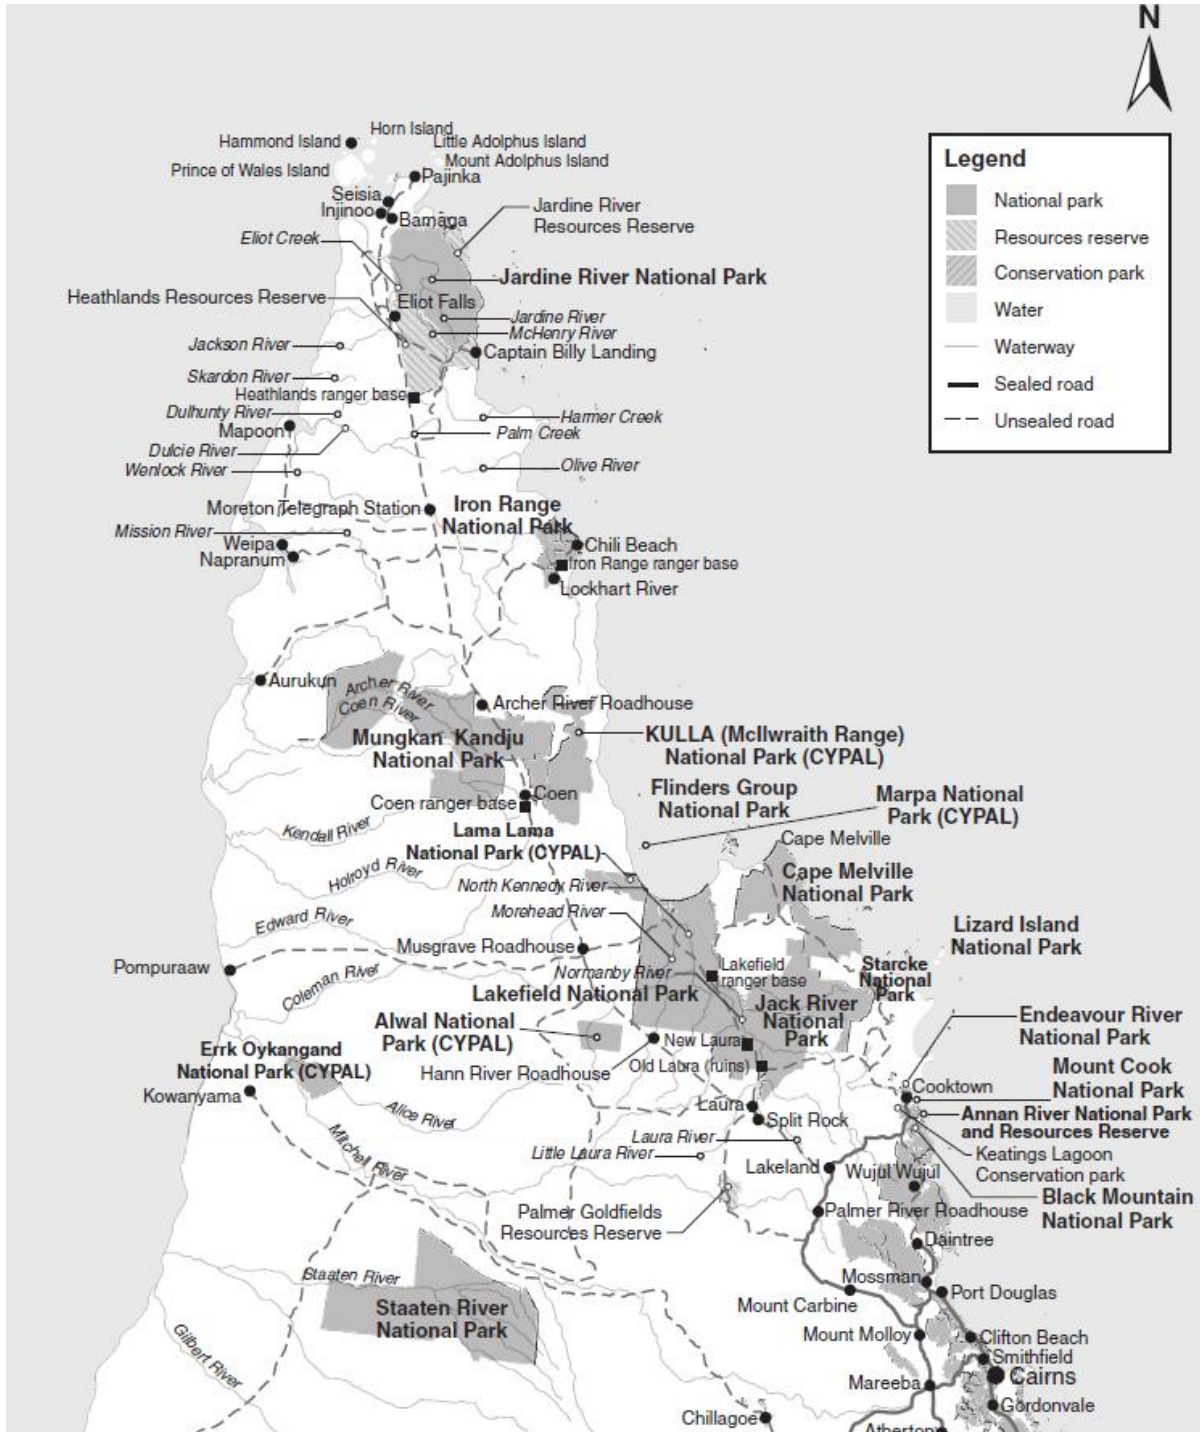 N
Legend
National park
Resources reserve
Conservation park
Water
Waterway
Sealed road
Unsealed road
Horn Island
Hammond Island
Little Adolphus Island
Mount Adolphus Island
Prince of Wales Island
Pajinka
Seisia
Injinoo
Bamaga
Jardine River
Resources Reserve
Eliot Creek
Jardine River National Park
Heathlands Resources Reserve
Eliot Falls
Jardine River
McHenry River
Jackson River
Captain Billy Landing
Skardon River
Heathlands ranger base
Dulhunty River
Harmer Creek
Mapoon
Palm Creek
Dulcie River
Wenlock River
Olive River
Moreton Telegraph Station
Iron Range
National Park
Mission River
Weipa
Chili Beach
Napranum
Iron Range ranger base
Lockhart River
Aurukun
Archer River
Coen River
Archer River Roadhouse
Mungkan Kandju
National Park
KULLA (McIlwraith Range)
National Park (CYPAL)
Flinders Group
National Park
Marpa National
Park (CYPAL)
Coen
Coen ranger base
Kendall River
Lama Lama
National Park (CYPAL)
Cape Melville
Cape Melville
National Park
Holroyd River
North Kennedy River
Morehead River
Edward River
Lizard Island
National Park
Musgrave Roadhouse
Pompuraaw
Coleman River
Normanby River
Lakefield
ranger base
Starcke
National
Park
Lakefield National Park
Jack River
National
Park
Alwal National
Park (CYPAL)
Endeavour River
National Park
New Laura
Errk Oykangand
National Park (CYPAL)
Hann River Roadhouse
Old Laura (ruins)
Mount Cook
National Park
Kowanyama
Cooktown
Alice River
Laura
Annan River National Park
and Resources Reserve
Split Rock
Mitchell River
Laura River
Little Laura River
Keatings Lagoon
Conservation park
Lakeland
Wujul Wujul
Black Mountain
National Park
Palmer Goldfields
Resources Reserve
Palmer River Roadhouse
Daintree
Staaten River
Mossman
Port Douglas
Staaten River
National Park
Mount Carbine
Gilbert River
Mount Molloy
Clifton Beach
Smithfield
Cairns
Mareeba
Gordonvale
Chillagoe
Atherton